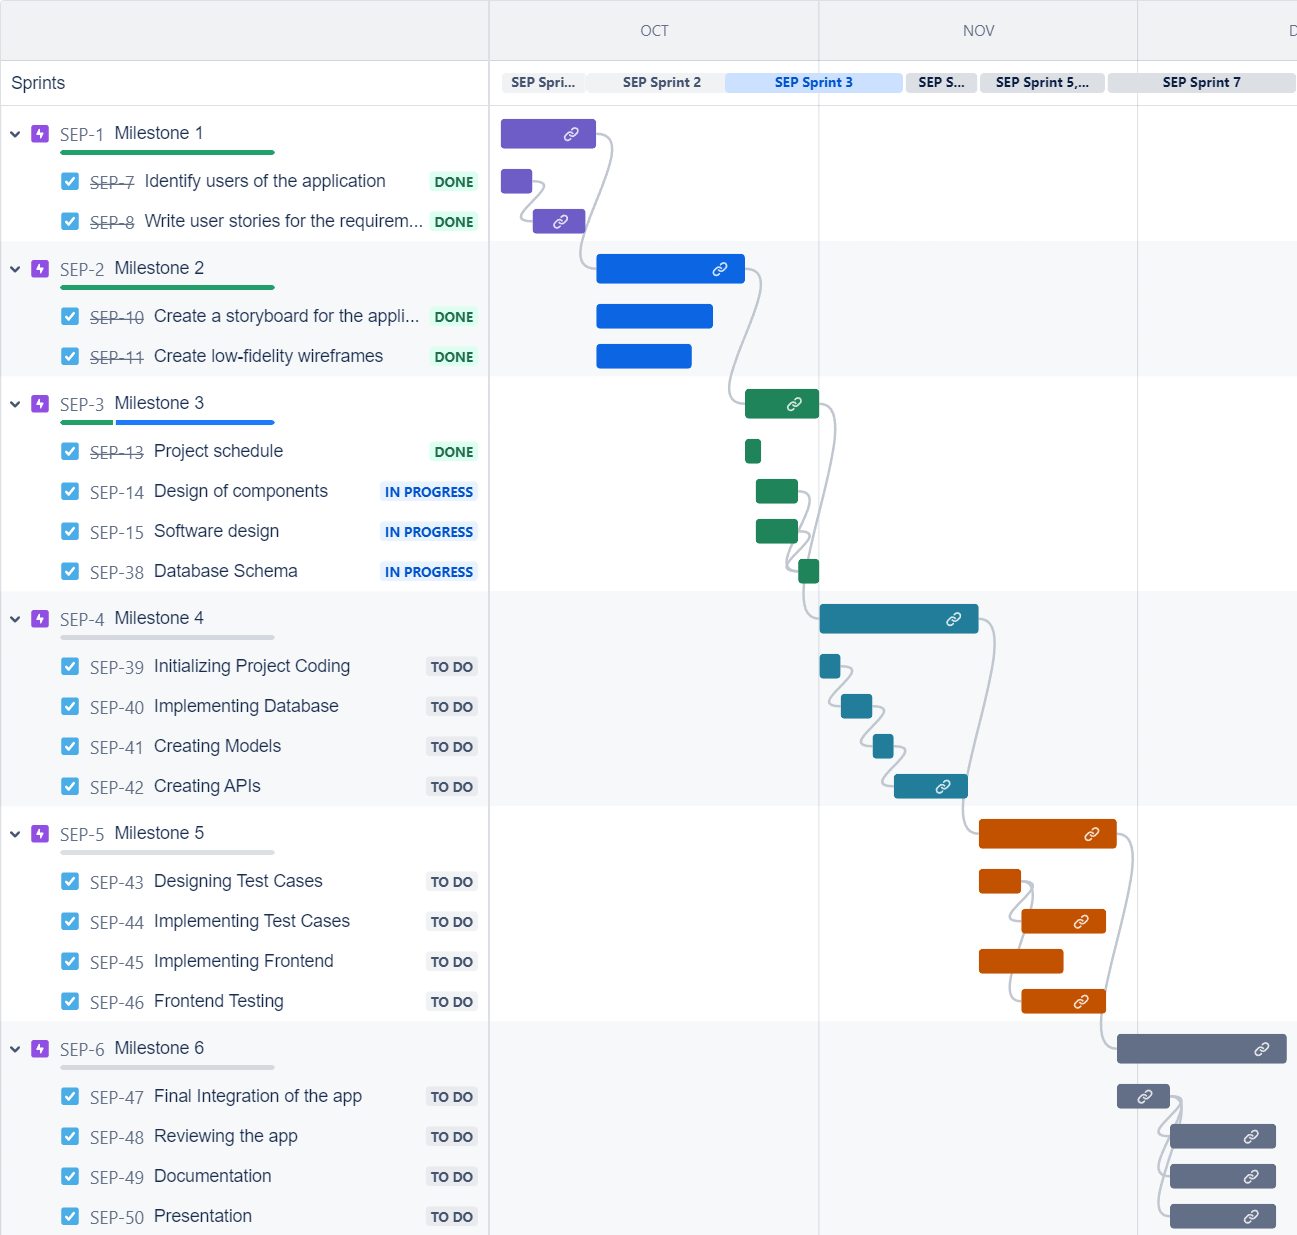 OCT NOV D
Sprints SEP Spri... SEP Sprint 2 SEP Sprint 3 SEP S... SEP Sprint 5,... SEP Sprint 7
SEP-1 Milestone 1
SEP-7 Identify users of the application DONE
SEP-8 Write user stories for the requirem... DONE
SEP-2 Milestone 2
SEP-10 Create a storyboard for the appli... DONE
SEP-11 Create low-fidelity wireframes DONE
SEP-3 Milestone 3
SEP-13 Project schedule DONE
SEP-14 Design of components IN PROGRESS
SEP-15 Software design IN PROGRESS
SEP-38 Database Schema IN PROGRESS
SEP-4 Milestone 4
SEP-39 Initializing Project Coding TO DO
SEP-40 Implementing Database TO DO
SEP-41 Creating Models TO DO
SEP-42 Creating APIs TO DO
SEP-5 Milestone 5
SEP-43 Designing Test Cases TO DO
SEP-44 Implementing Test Cases TO DO
SEP-45 Implementing Frontend TO DO
SEP-46 Frontend Testing TO DO
SEP-6 Milestone 6
SEP-47 Final Integration of the app TO DO
SEP-48 Reviewing the app TO DO
SEP-49 Documentation TO DO
SEP-50 Presentation TO DO